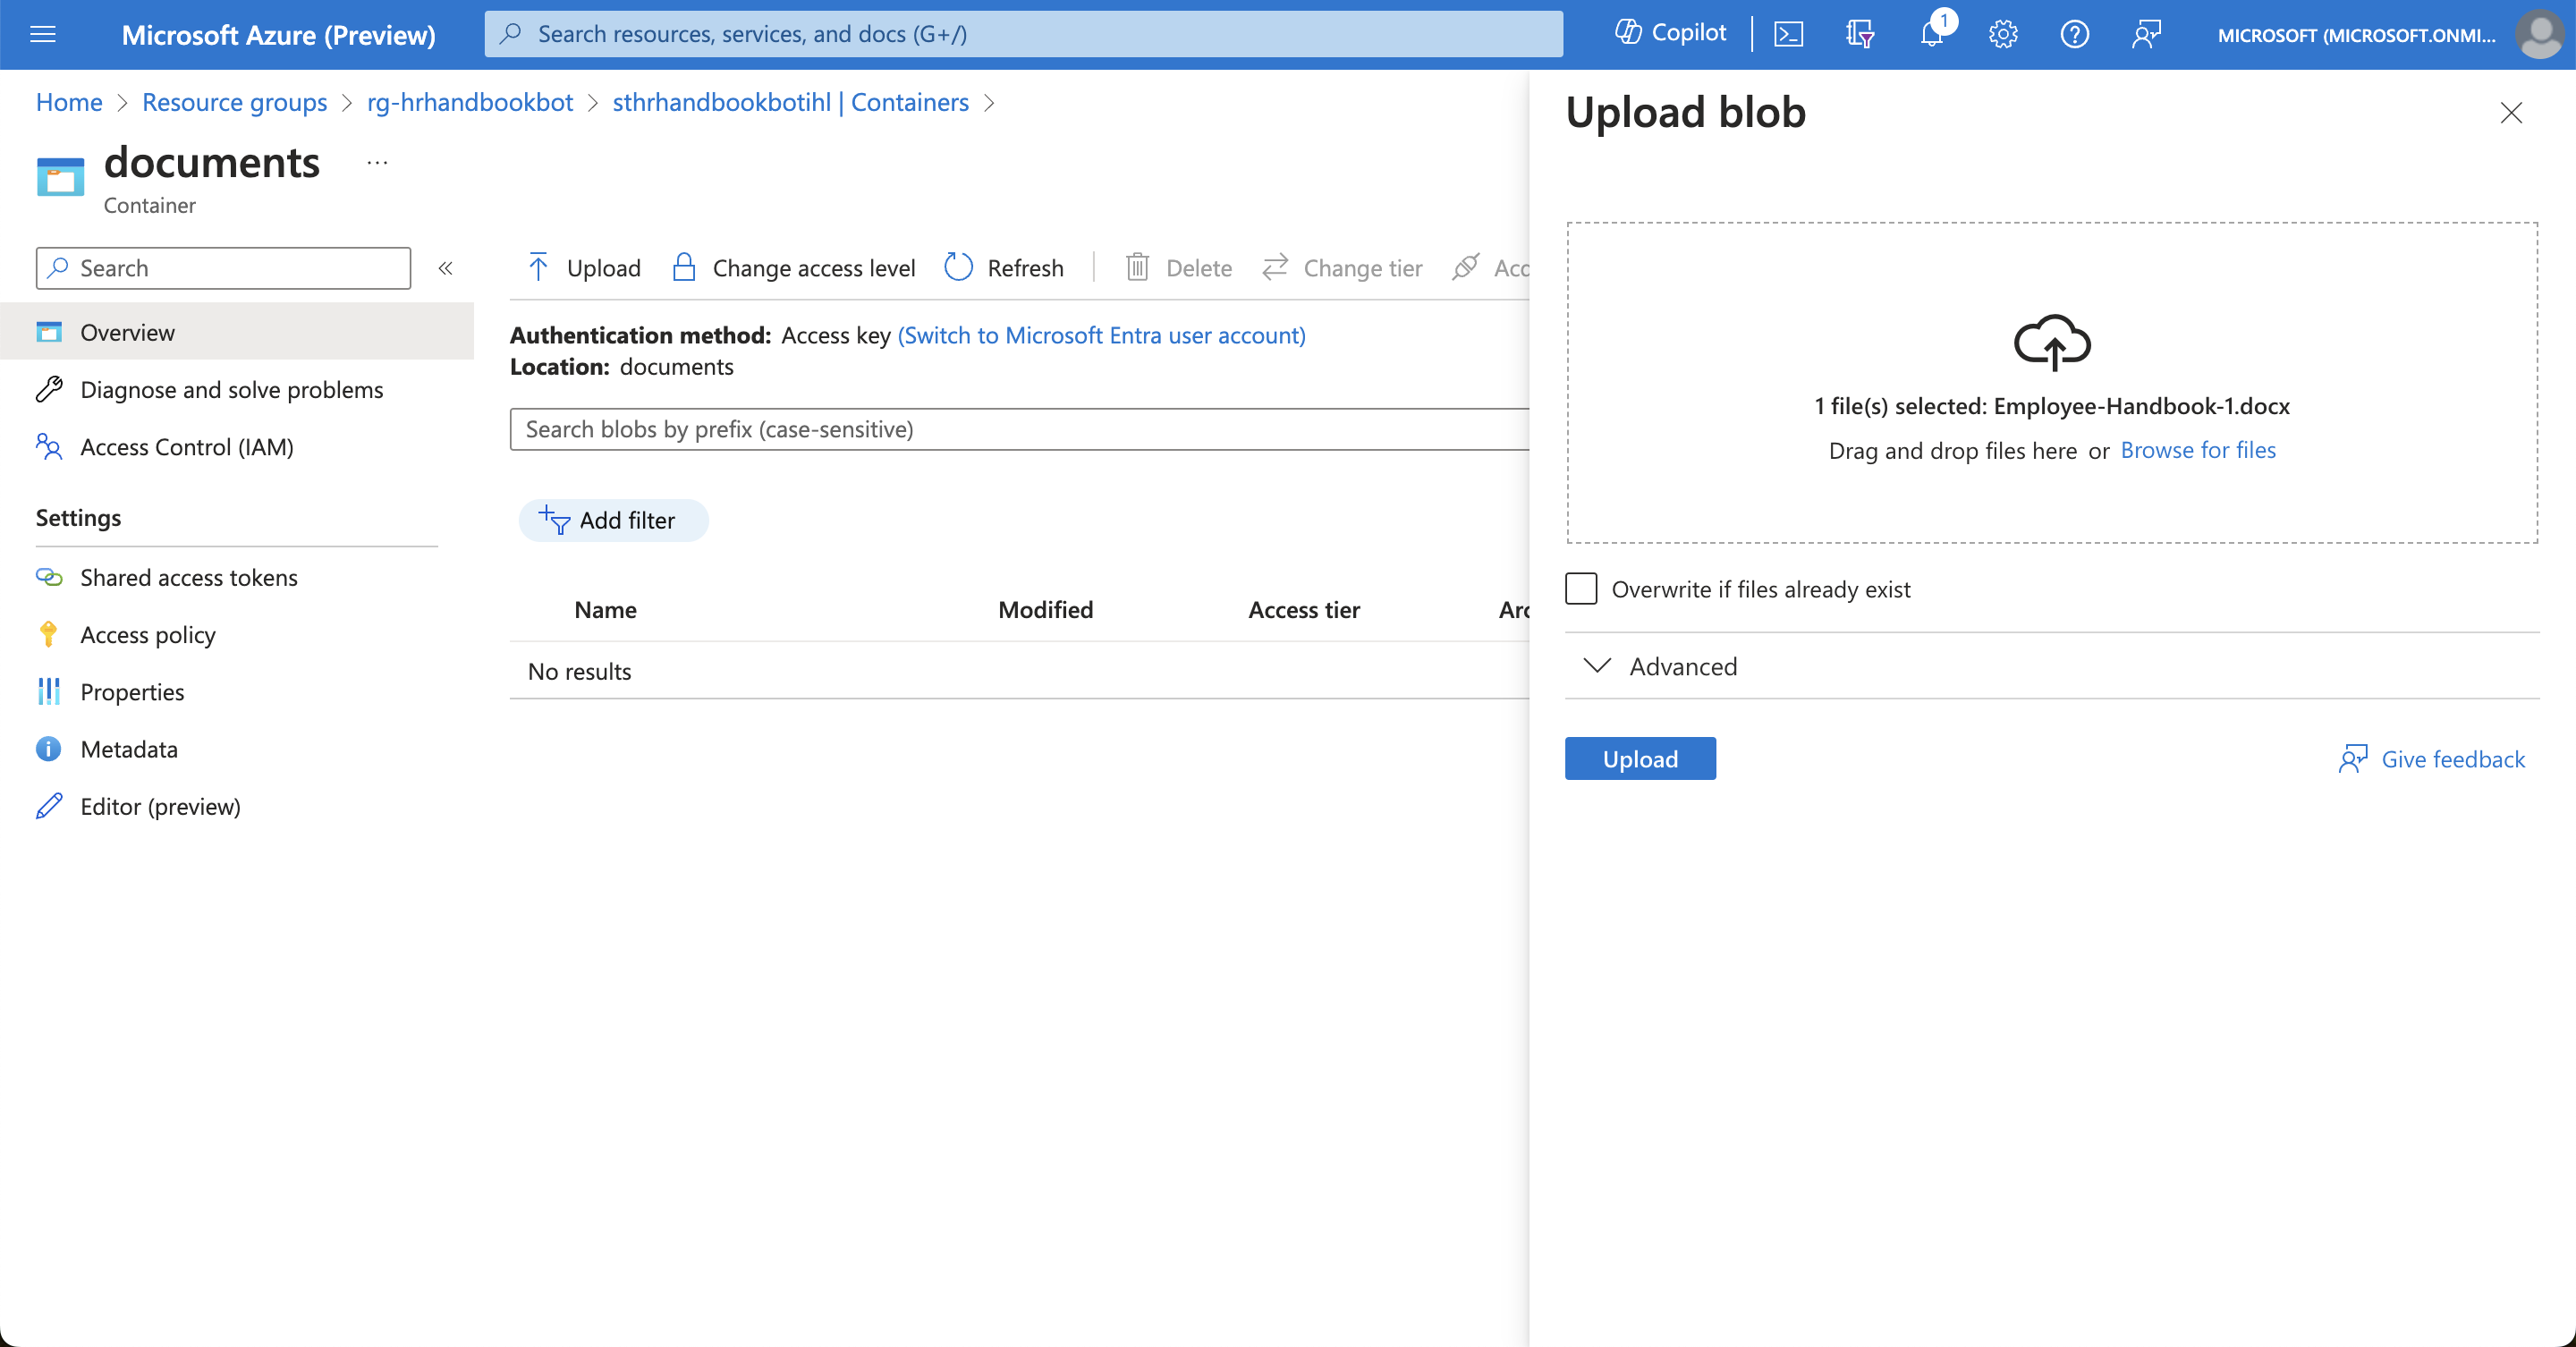 Microsoft Azure (Preview)
Search resources, services, and docs (G+/)
Copilot
1
MICROSOFT (MICROSOFT.ONMI...
Home > Resource groups > rg-hrhandbookbot > sthrhandbookbotihl | Containers >
documents
...
Container
Search
Overview
Diagnose and solve problems
Access Control (IAM)
Settings
Shared access tokens
Access policy
Properties
Metadata
Editor (preview)
Upload
Change access level
Refresh
Delete
Change tier
Acc
Authentication method: Access key (Switch to Microsoft Entra user account)
Location: documents
Search blobs by prefix (case-sensitive)
Add filter
Name Modified Access tier Arc
No results
Upload blob
1 file(s) selected: Employee-Handbook-1.docx
Drag and drop files here or Browse for files
Overwrite if files already exist
Advanced
Upload
Give feedback